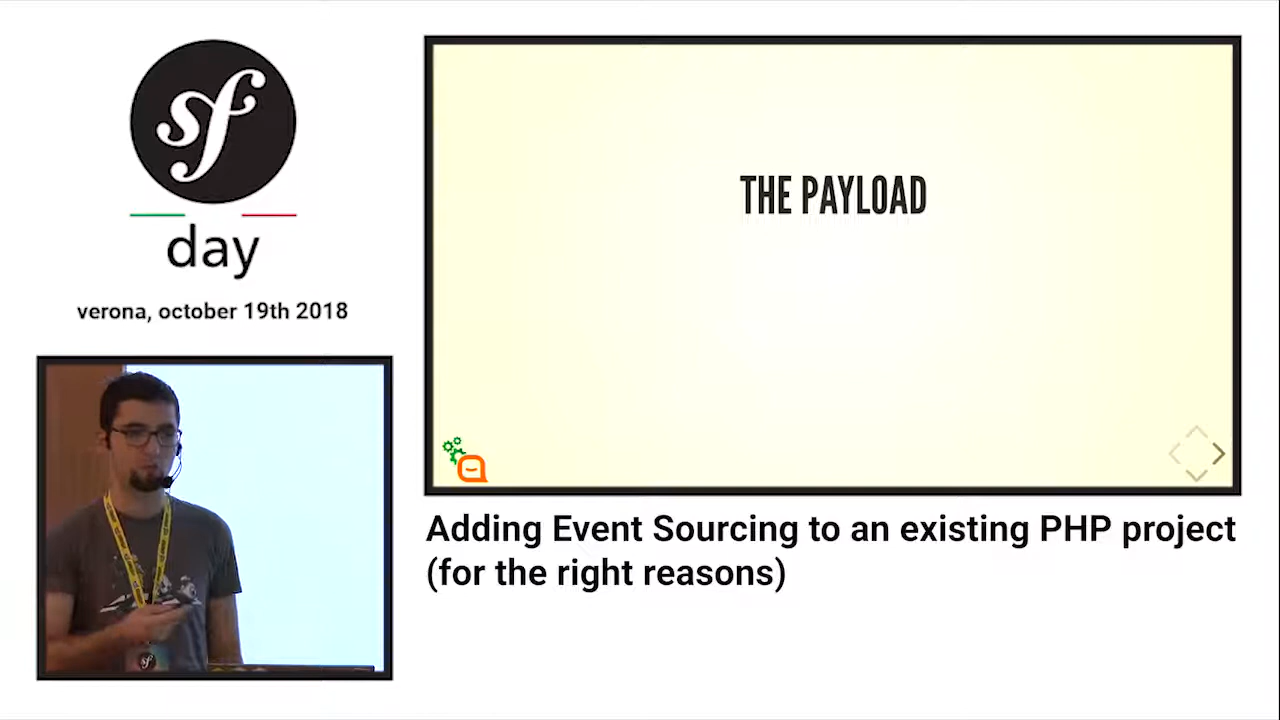 sf
day
verona, october 19th 2018
THE PAYLOAD
Adding Event Sourcing to an existing PHP project
(for the right reasons)